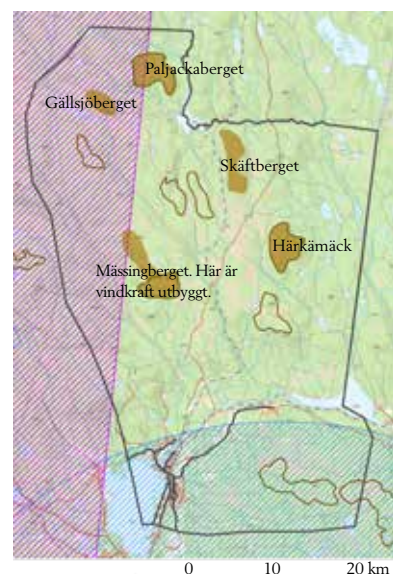 Paljackaberget
Gällsjöberget
Skäftberget
Härkämäck
Mässingberget. Här är
vindkraft utbyggt.
0 10 20 km